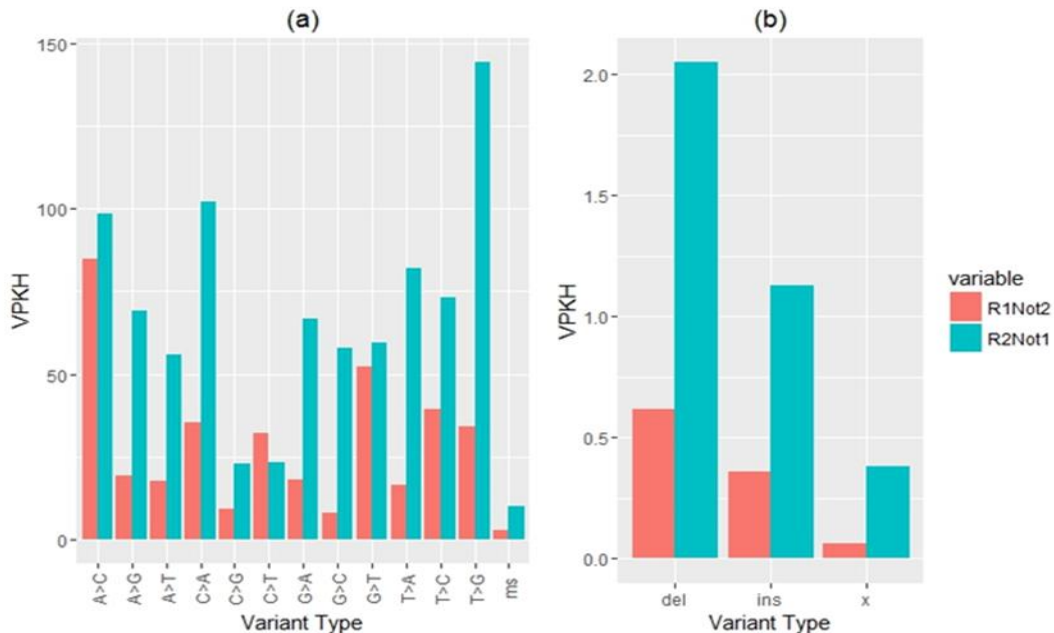 (a)
VPKH
150
100
50
0
A>C
A>G
A>T
C>A
C>G
C>T
G>A
G>C
G>T
T>A
T>C
T>G
ms
Variant Type
(b)
VPKH
2.0
1.5
1.0
0.5
0.0
del
ins
x
Variant Type
variable
R1Not2
R2Not1